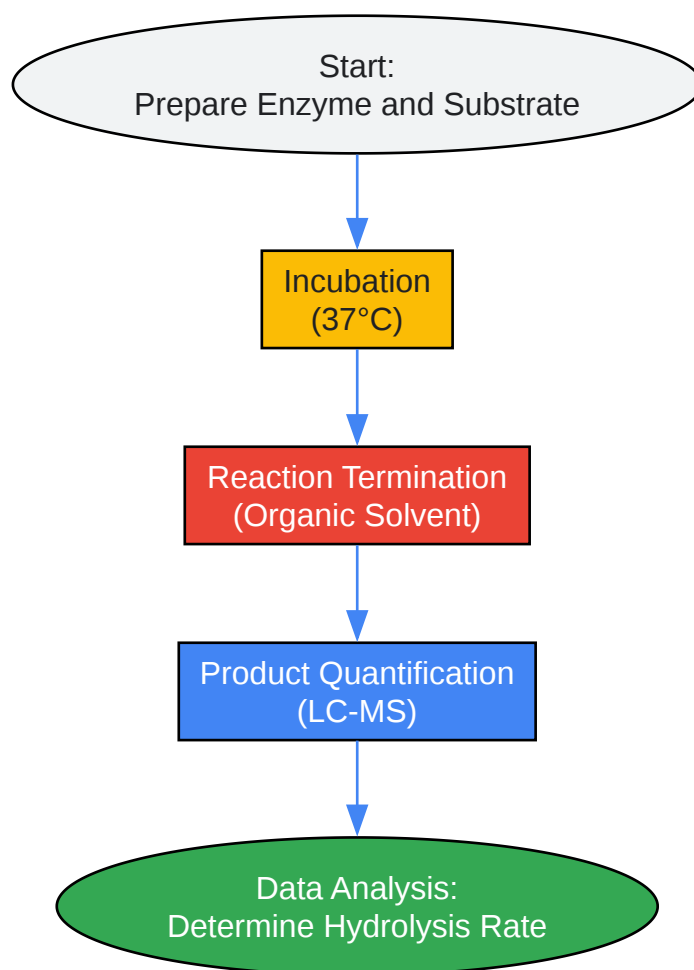 Start:
Prepare Enzyme and Substrate
Incubation
(37°C)
Reaction Termination
(Organic Solvent)
Product Quantification
(LC-MS)
Data Analysis:
Determine Hydrolysis Rate